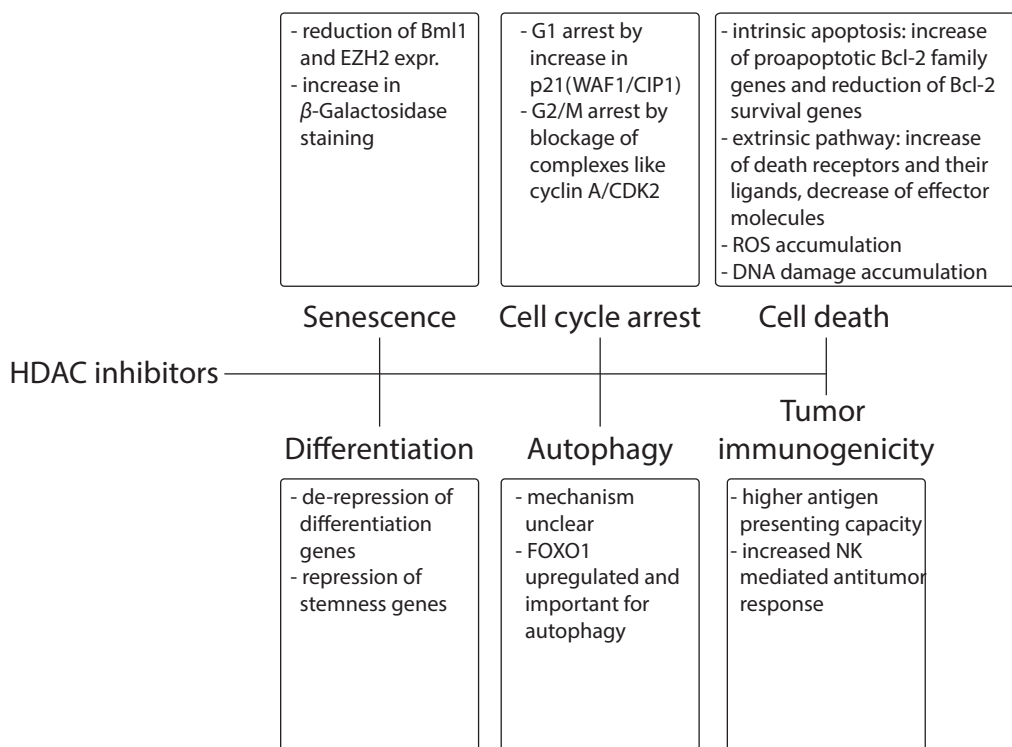 - reduction of Bml1
and EZH2 expr.
- increase in
β-Galactosidase
staining
- G1 arrest by
increase in
p21(WAF1/CIP1)
- G2/M arrest by
blockage of
complexes like
cyclin A/CDK2
- intrinsic apoptosis: increase
of proapoptotic Bcl-2 family
genes and reduction of Bcl-2
survival genes
- extrinsic pathway: increase
of death receptors and their
ligands, decrease of effector
molecules
- ROS accumulation
- DNA damage accumulation
Senescence
Cell cycle arrest
Cell death
HDAC inhibitors
Differentiation
Autophagy
Tumor
immunogenicity
- de-repression of
differentiation
genes
- repression of
stemness genes
- mechanism
unclear
- FOXO1
upregulated and
important for
autophagy
- higher antigen
presenting capacity
- increased NK
mediated antitumor
response